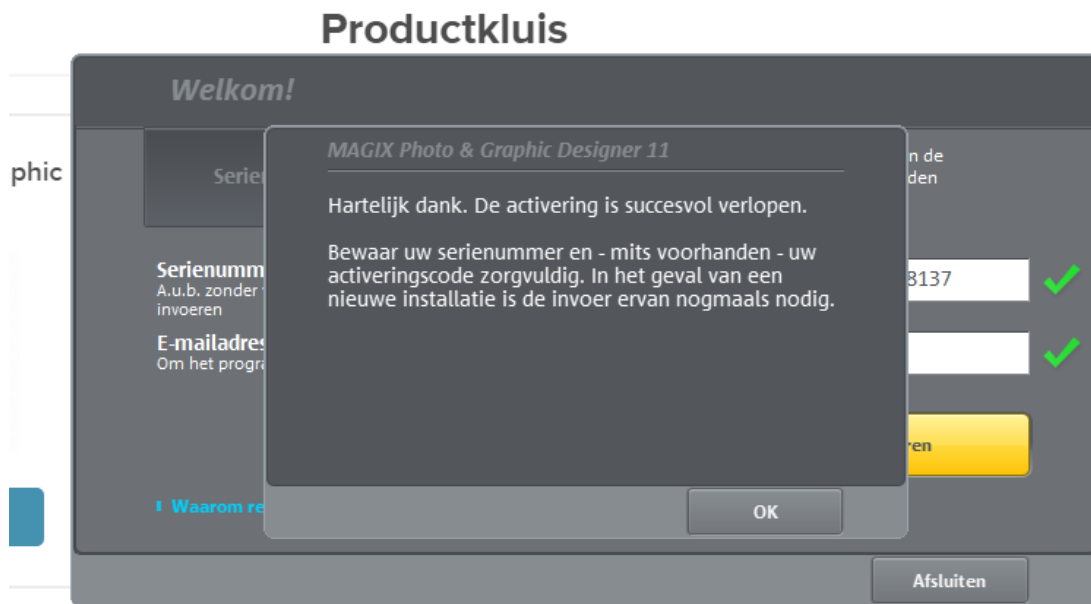 Productkluis
Welkom!
MAGIX Photo & Graphic Designer 11
n de
phic
den
Hartelijk dank. De activering is succesvol verlopen.
Bewaar uw serienummer en - mits voorhanden - uw
activeringscode zorgvuldig. In het geval van een
nieuwe installatie is de invoer ervan nogmaals nodig.
Serie
Serienumm
8137
A.u.b. zonder
invoeren
E-mailadres
Om het progra
ren
Waarom re
OK
Afsluiten